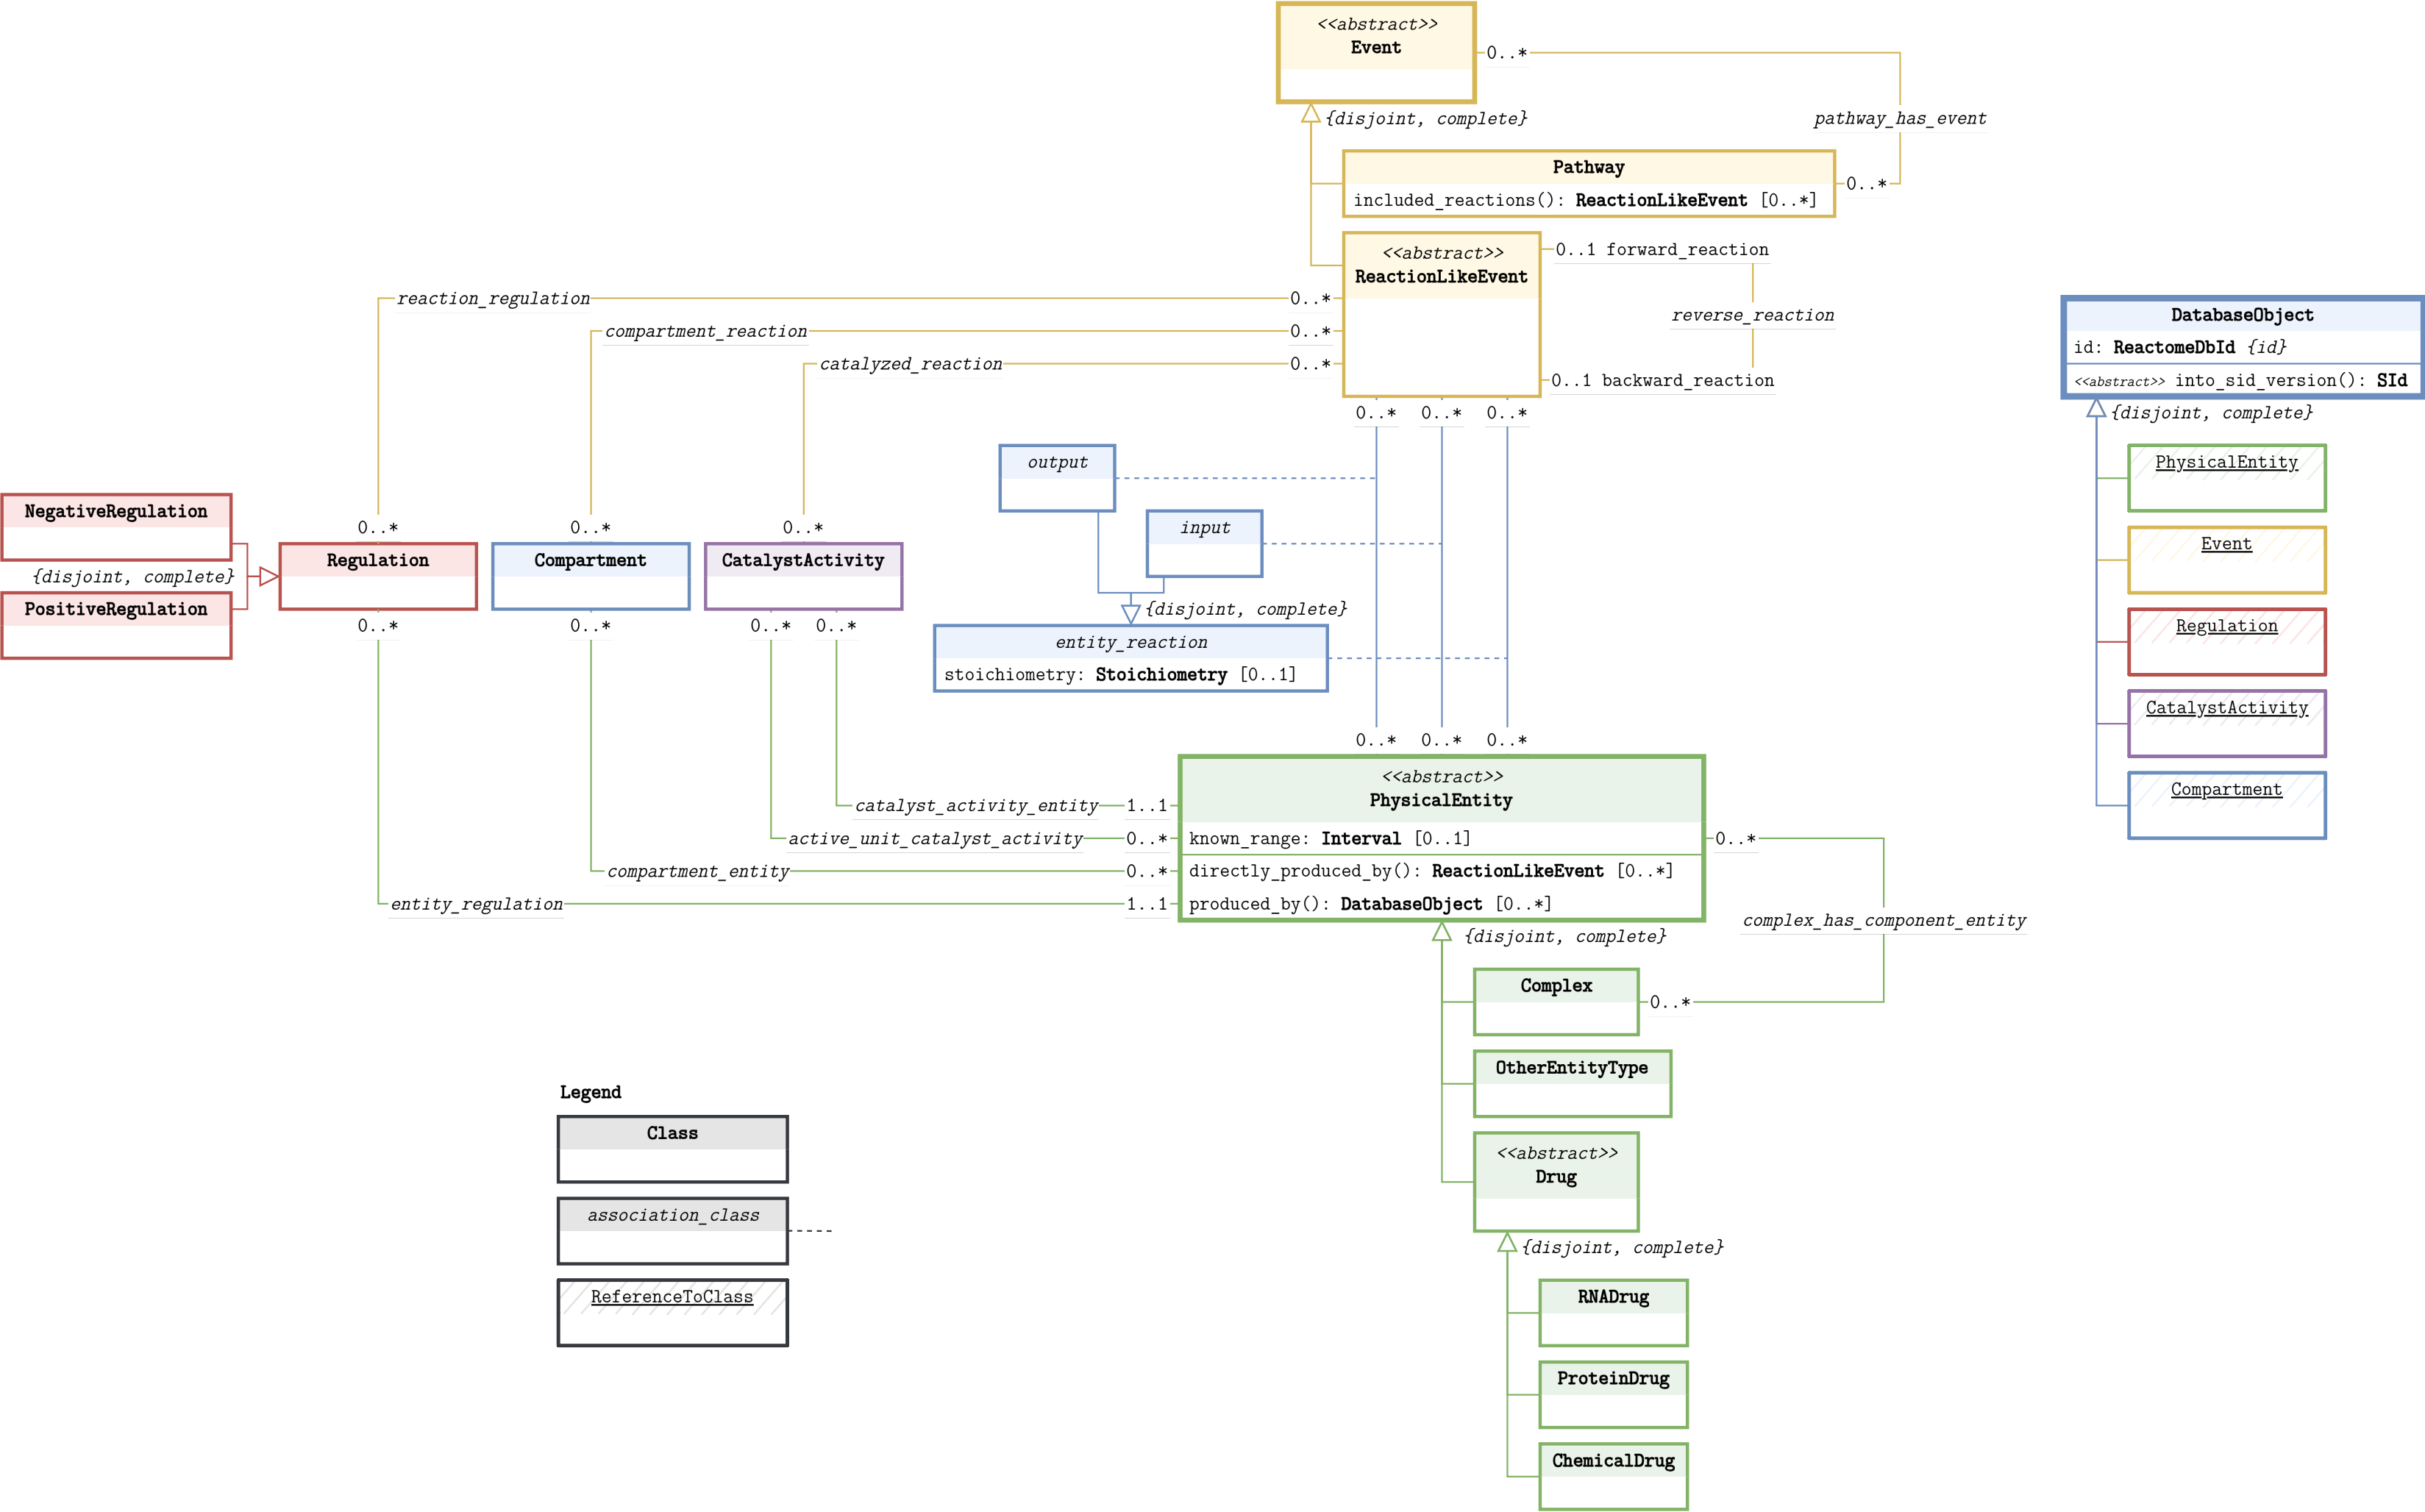 <<abstract>>
Event
0..*
{disjoint, complete}
pathway_has_event
Pathway
included_reactions(): ReactionLikeEvent [0..*]
0..*
<<abstract>>
ReactionLikeEvent
0..1 forward_reaction
reverse_reaction
0..1 backward_reaction
reaction_regulation
0..*
compartment_reaction
0..*
catalyzed_reaction
0..*
0..* 0..* 0..*
DatabaseObject
id: ReactomeDbId {id}
<<abstract>> into_sid_version(): SId
{disjoint, complete}
PhysicalEntity
Event
Regulation
CatalystActivity
Compartment
output
input
{disjoint, complete}
entity_reaction
stoichiometry: Stoichiometry [0..1]
NegativeRegulation
{disjoint, complete}
PositiveRegulation
0..*
Regulation
0..*
0..*
Compartment
0..*
0..*
CatalystActivity
0..* 0..*
0..* 0..* 0..*
catalyst_activity_entity
1..1
active_unit_catalyst_activity
0..*
compartment_entity
0..*
entity_regulation
1..1
<<abstract>>
PhysicalEntity
known_range: Interval [0..1]
directly_produced_by(): ReactionLikeEvent [0..*]
produced_by(): DatabaseObject [0..*]
0..*
complex_has_component_entity
{disjoint, complete}
Complex
0..*
OtherEntityType
<<abstract>>
Drug
{disjoint, complete}
RNADrug
ProteinDrug
ChemicalDrug
Legend
Class
association_class
ReferenceToClass